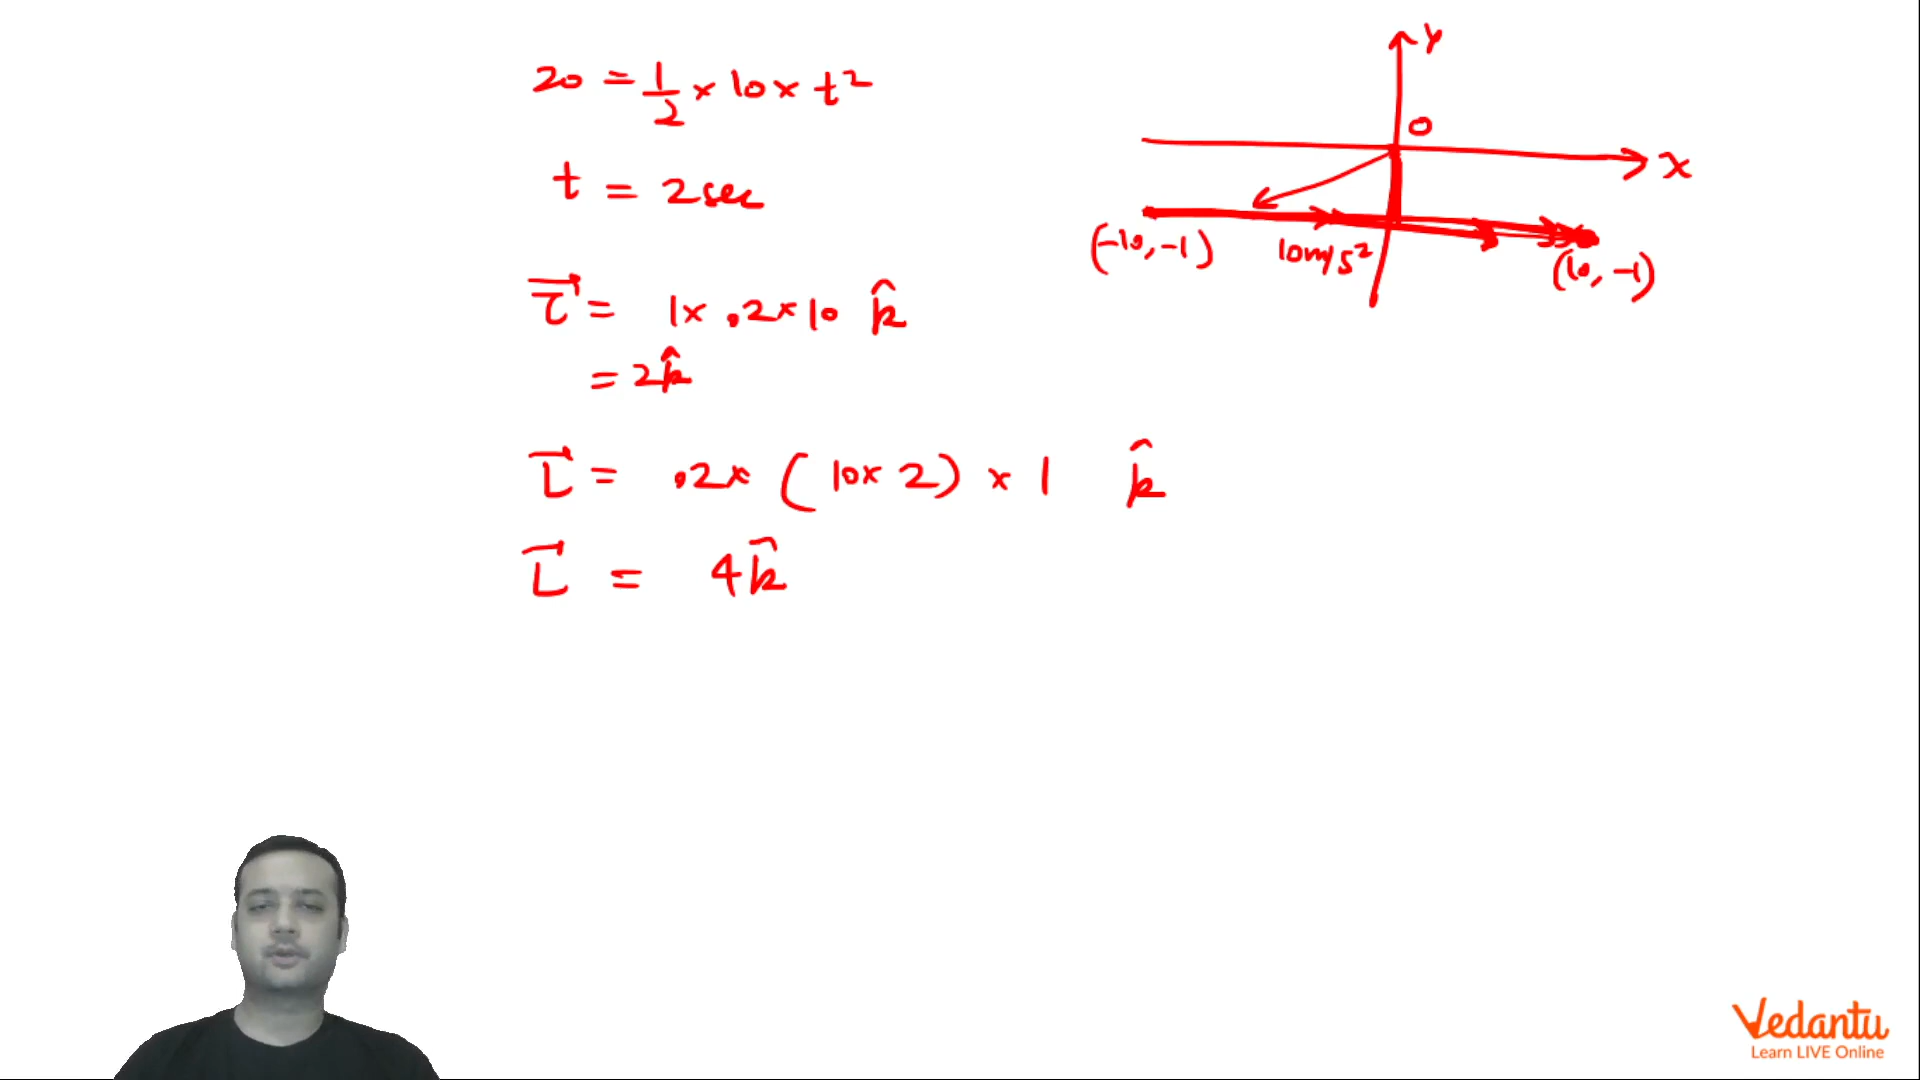 20 = 1/2 × 10 × t²
t = 2sec
τ⃗ = 1× .2×10 k̂
= 2k̂
L⃗ = .2× (10×2) × 1 k̂
L⃗ = 4k̂
Y
O
X
(-10,-1)
10m/s²
(10, -1)
Vedantu
Learn LIVE Online